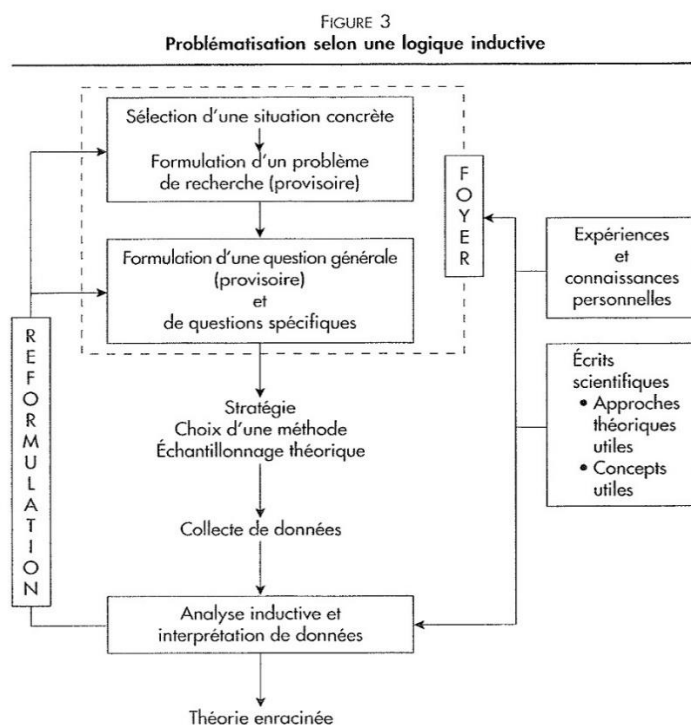 FIGURE 3
Problématisation selon une logique inductive
Sélection d'une situation concrète
Formulation d'un problème
de recherche (provisoire)
FOYER
Formulation d'une question générale
(provisoire)
et
de questions spécifiques
Expériences
et
connaissances
personnelles
REFORMULATION
Stratégie
Choix d'une méthode
Échantillonnage théorique
Écrits
scientifiques
• Approches
théoriques
utiles
• Concepts
utiles
Collecte de données
Analyse inductive et
interprétation de données
Théorie enracinée